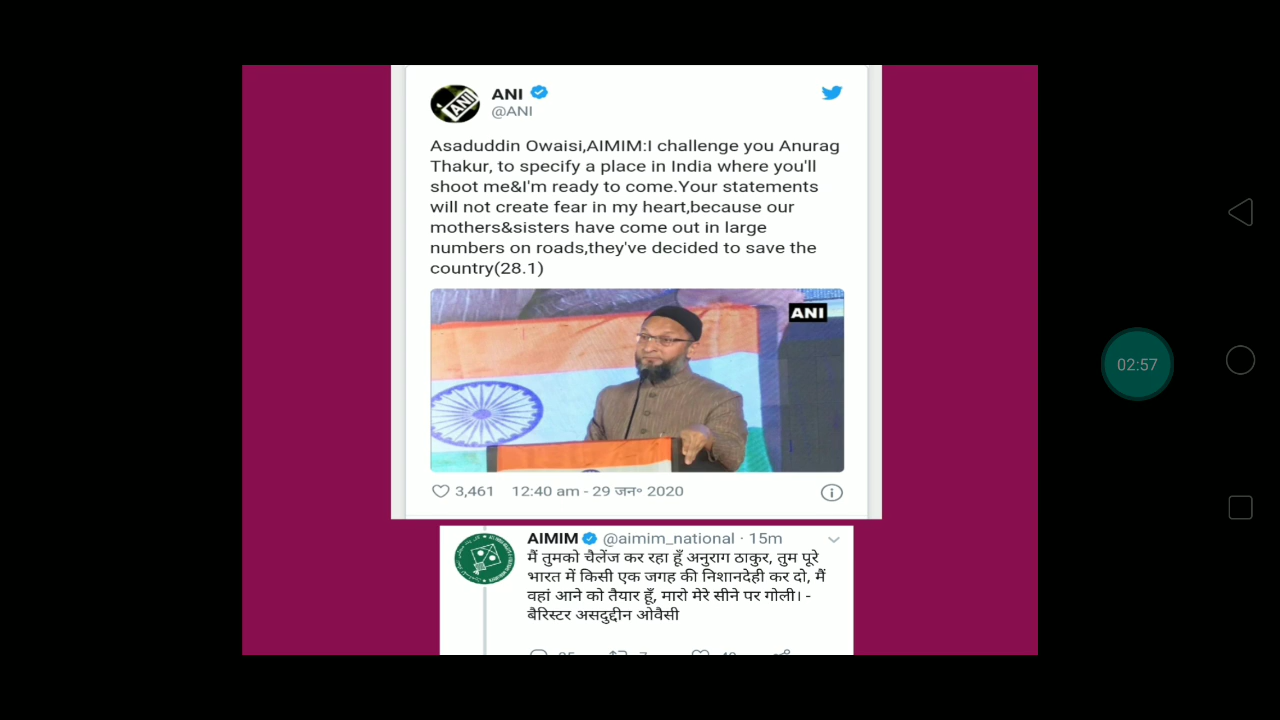 ANI
@ANI
Asaduddin Owaisi,AIMIM:I challenge you Anurag
Thakur, to specify a place in India where you'll
shoot me&I'm ready to come.Your statements
will not create fear in my heart,because our
mothers&sisters have come out in large
numbers on roads,they've decided to save the
country(28.1)
ANI
3,461 12:40 am - 29 जन॰ 2020
AIMIM @aimim_national · 15m
मैं तुमको चैलेंज कर रहा हूँ अनुराग ठाकुर, तुम पूरे
भारत में किसी एक जगह की निशानदेही कर दो, मैं
वहां आने को तैयार हूँ, मारो मेरे सीने पर गोली। -
बैरिस्टर असदुद्दीन ओवैसी
02:57